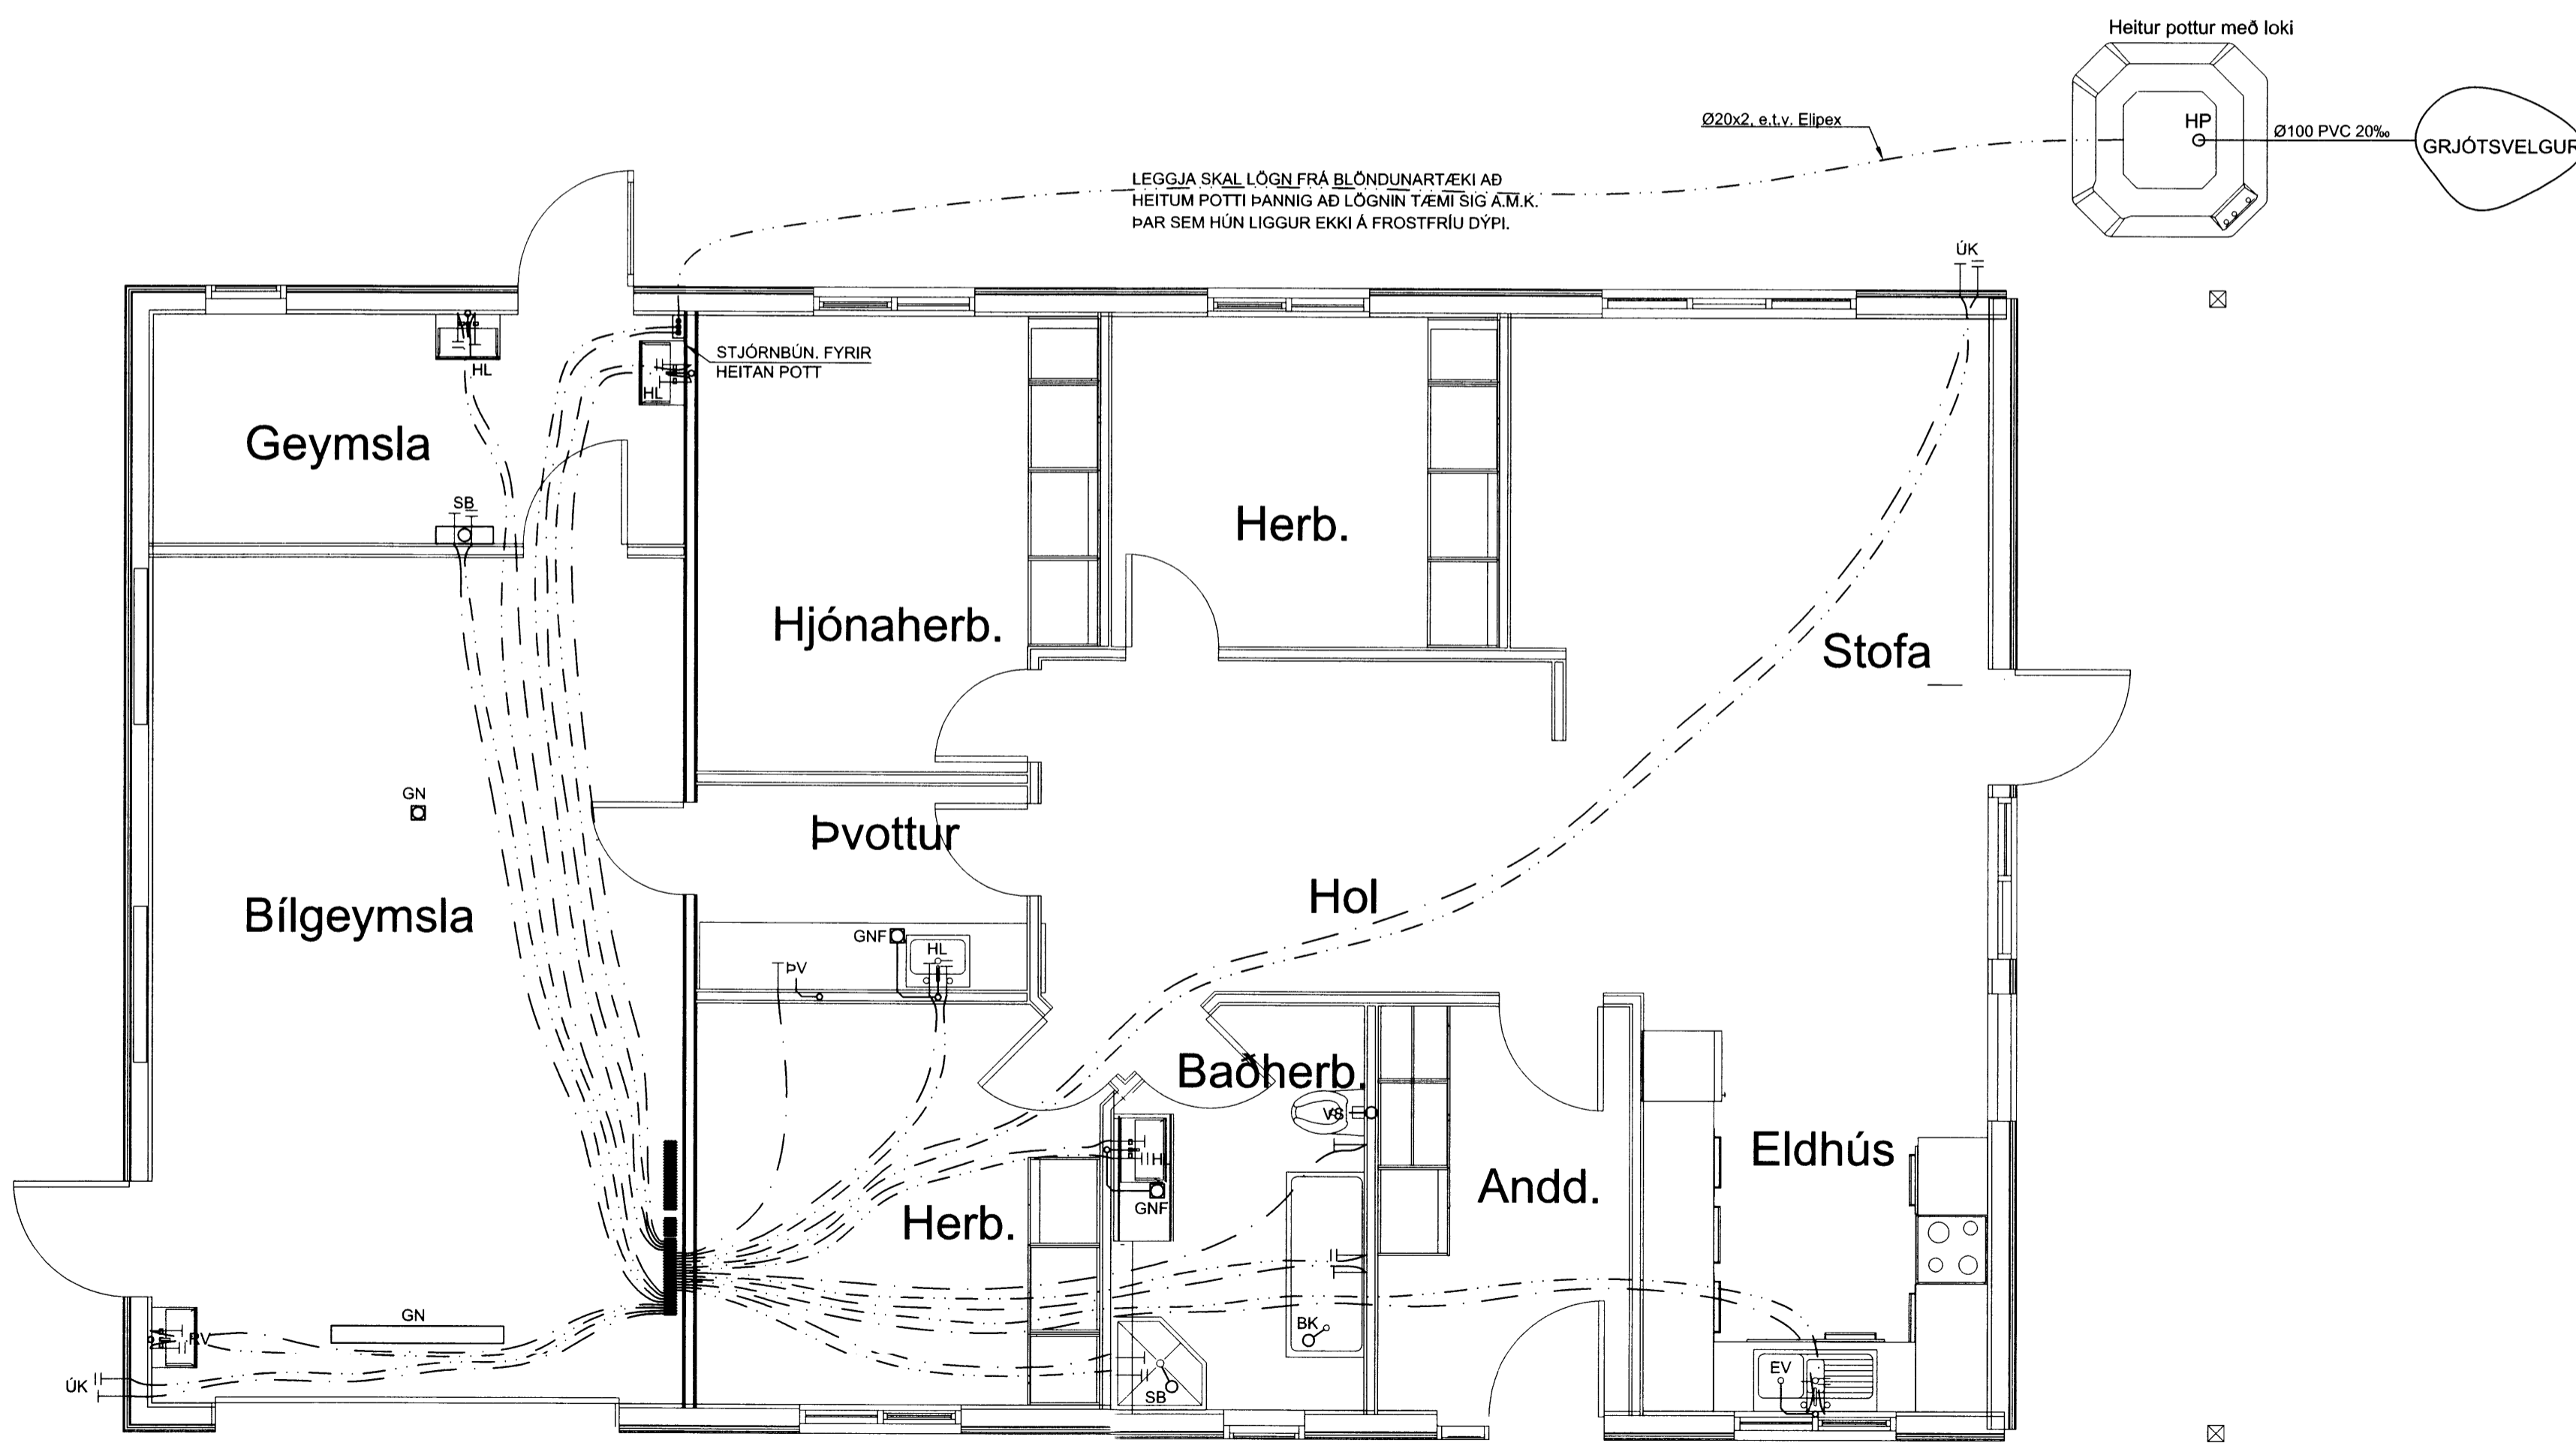 Heitur pottur með loki
Ø20x2, e.t.v. Elipex
HP
Ø100 PVC 20‰
GRJÓTSVELGUR
LEGGJA SKAL LÖGN FRÁ BLÖNDUNARTÆKI AÐ
HEITUM POTTI ÞANNIG AÐ LÖGNIN TÆMI SIG A.M.K.
ÞAR SEM HÚN LIGGUR EKKI Á FROSTFRÍU DÝPI.
ÚK
STJÓRNBÚN. FYRIR
HEITAN POTT
HL
HL
Geymsla
SB
Herb.
Hjónaherb.
Stofa
GN
Þvottur
Hol
Bílgeymsla
GNF
HL
ÞV
Baðherb.
VS
Eldhús
HL
Andd.
GNF
Herb.
GN
BK
RV
EV
ÚK
SB